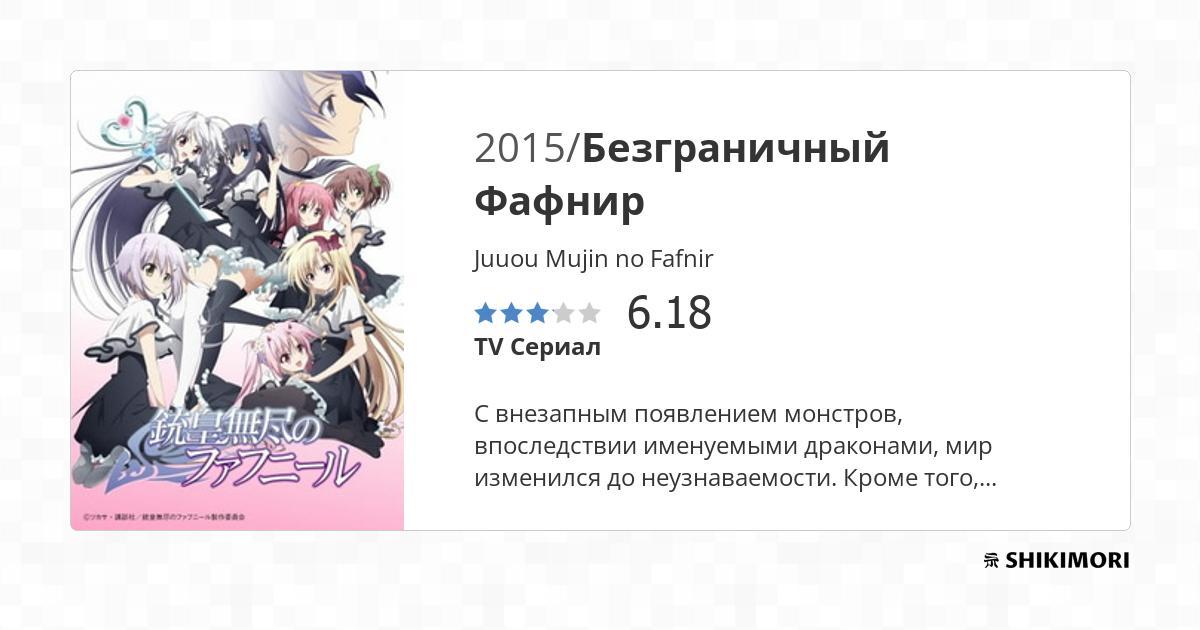 2015/Безграничный
Фафнир
Juuou Mujin no Fafnir
6.18
TV Сериал
С внезапным появлением монстров,
впоследствии именуемыми драконами, мир
изменился до неузнаваемости. Кроме того,...
銃皇無尽の
ファフニール
©ツカサ・講談社／銃皇無尽のファフニール製作委員会
SHIKIMORI